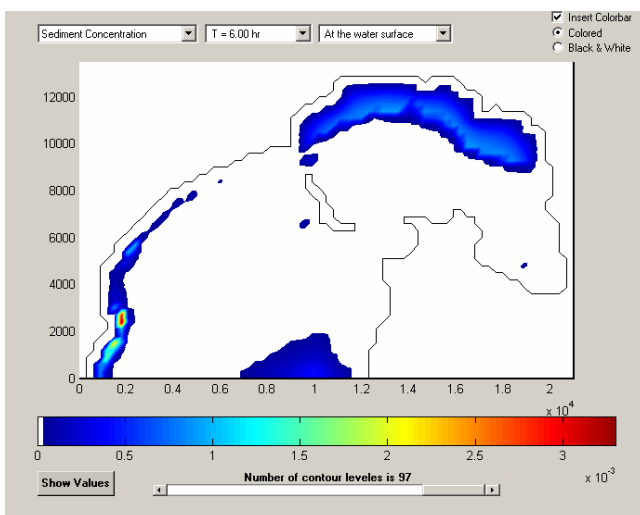 Insert Colorbar
Sediment Concentration T = 6.00 hr At the water surface Colored
Black & White
12000
10000
8000
6000
4000
2000
0
0 0.2 0.4 0.6 0.8 1 1.2 1.4 1.6 1.8 2
x 10^4
0 0.5 1 1.5 2 2.5 3
x 10^-3
Show Values
Number of contour leveles is 97